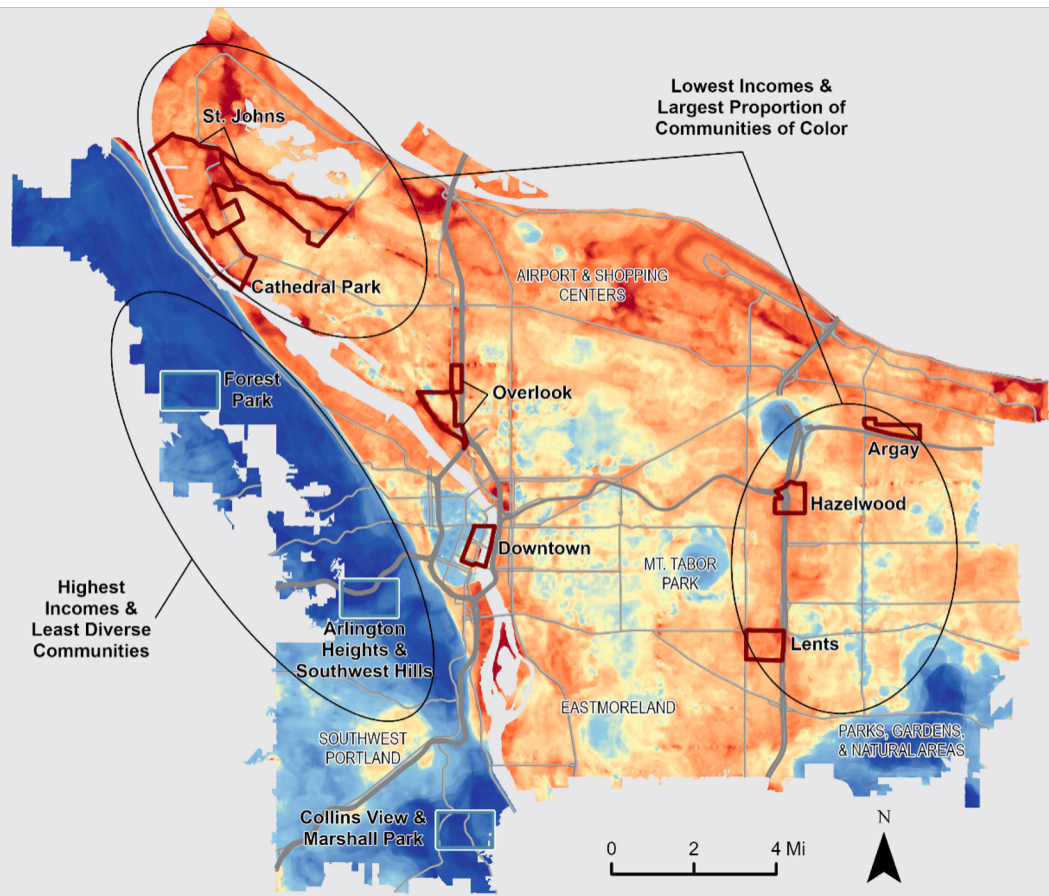 Lowest Incomes &
Largest Proportion of
Communities of Color
St. Johns
Cathedral Park
AIRPORT & SHOPPING
CENTERS
Forest
Park
Overlook
Argay
Hazelwood
Downtown
MT. TABOR
PARK
Highest
Incomes &
Least Diverse
Communities
Arlington
Heights &
Southwest Hills
Lents
EASTMORELAND
SOUTHWEST
PORTLAND
PARKS, GARDENS,
& NATURAL AREAS
Collins View &
Marshall Park
N
0 2 4 Mi